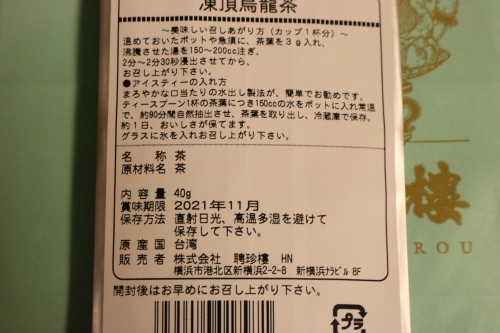 凍頂烏龍茶
〜美味しい召しあがり方（カップ1杯分）〜
温めておいたポットや急須に、茶葉を3g入れ、
沸騰させた湯を150〜200cc注ぎ、
2分〜2分30秒浸出させてから、
お召し上がり下さい。
●アイスティーの入れ方
まろやかな口当たりの水出し製法が、簡単でお勧めです。
ティースプーン1杯の茶葉につき150ccの水をポットに入れ常温
で、約90分間自然抽出させ、茶葉を取り出し、冷蔵庫で保存。
約1日、おいしさが保てます。
グラスに氷を入れお召し上がり下さい。
名称 茶
原材料名 茶
内容量 40g
賞味期限 2021年11月
保存方法 直射日光、高温多湿を避けて
保存して下さい。
原産国 台湾
販売者 株式会社 聘珍樓 HN
横浜市港北区新横浜2-2-8 新横浜ﾅﾗﾋﾞﾙ 8F
開封後はお早めにお召し上がり下さい。
プラ
樓
ROU